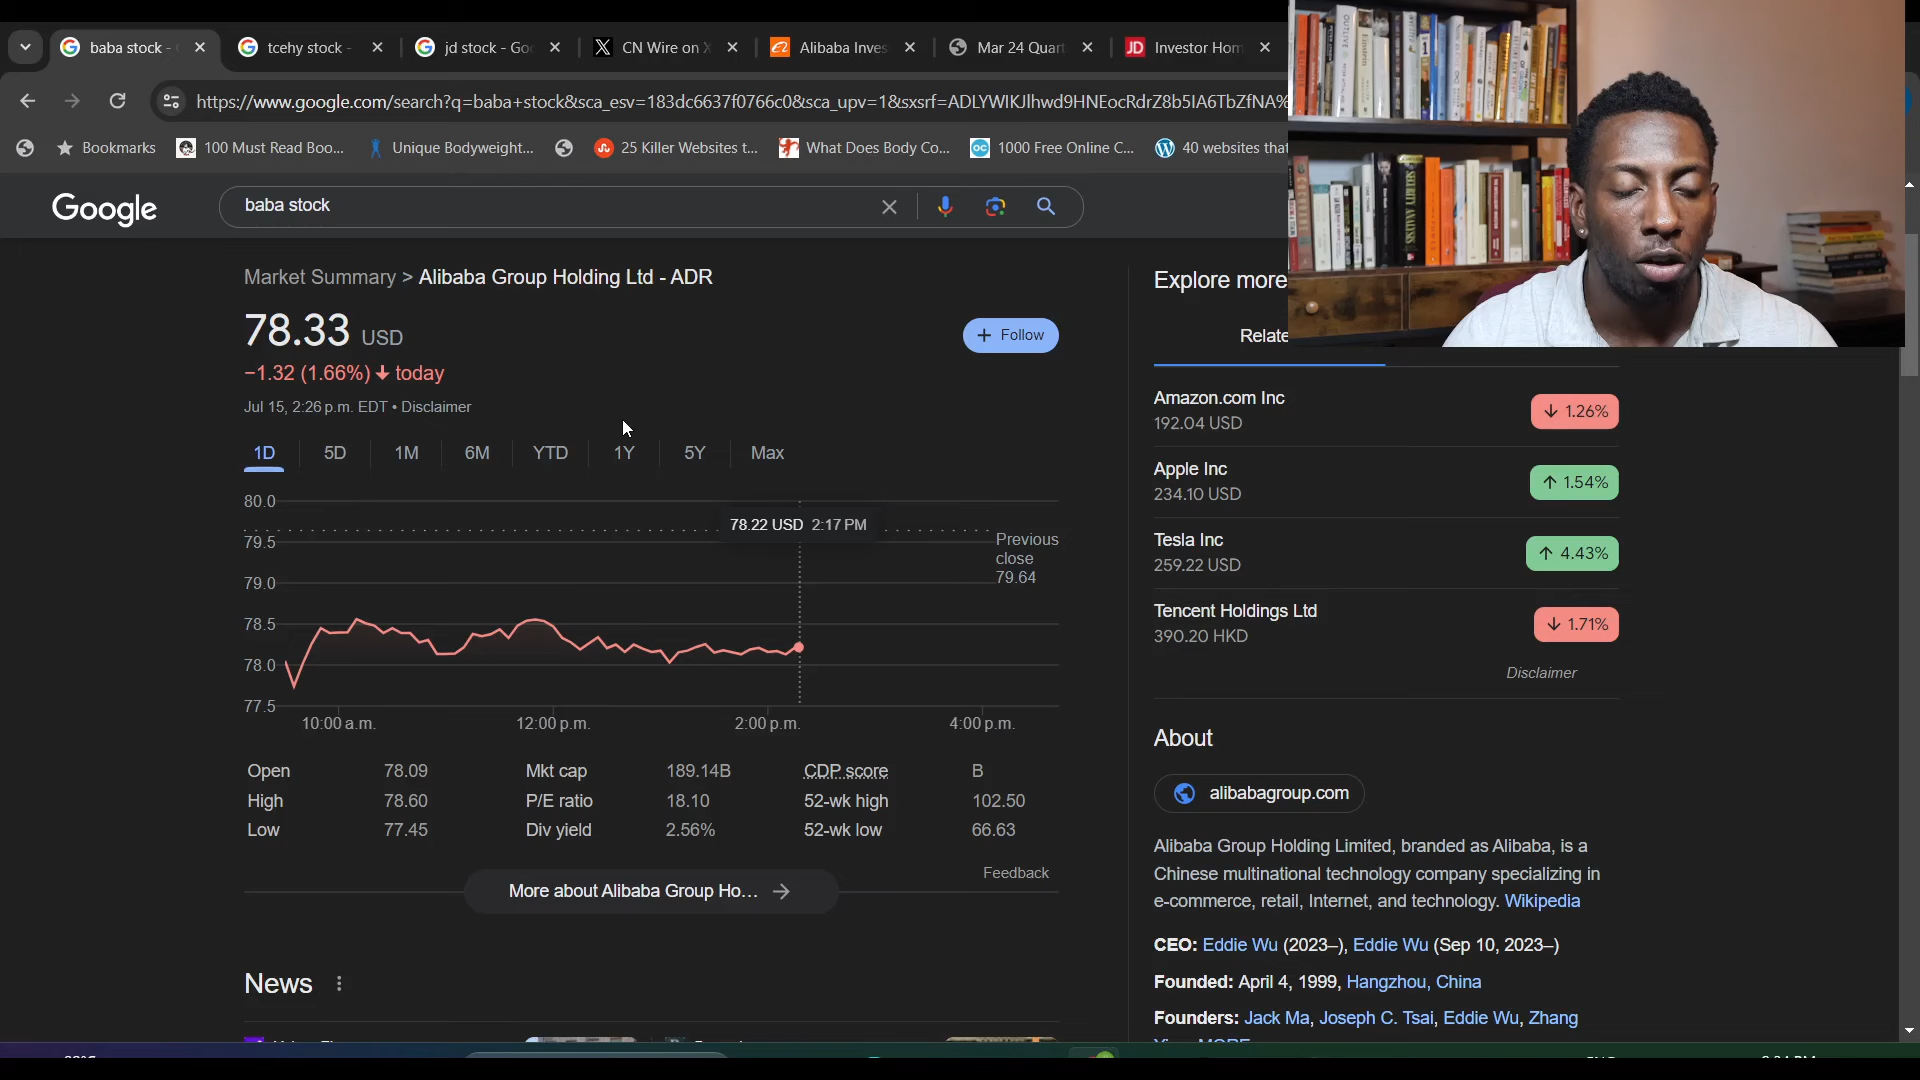 baba stock -
tcehy stock -
jd stock - Goo
CN Wire on X
Alibaba Inves
Mar 24 Quart
JD Investor Hom
https://www.google.com/search?q=baba+stock&sca_esv=183dc6637f0766c0&sca_upv=1&sxsrf=ADLYWIKJlhwd9HNEocRdrZ8b5IA6TbZfNA%
Bookmarks
100 Must Read Boo...
Unique Bodyweight...
25 Killer Websites t...
What Does Body Co...
OC 1000 Free Online C...
40 websites that
Google
baba stock
Market Summary > Alibaba Group Holding Ltd - ADR
78.33 USD
+ Follow
−1.32 (1.66%) ↓ today
Jul 15, 2:26 p.m. EDT • Disclaimer
1D 5D 1M 6M YTD 1Y 5Y Max
80.0
78.22 USD 2:17 PM
79.5
Previous
close
79.64
79.0
78.5
78.0
77.5
10:00 a.m. 12:00 p.m. 2:00 p.m. 4:00 p.m.
Open 78.09 Mkt cap 189.14B CDP score B
High 78.60 P/E ratio 18.10 52-wk high 102.50
Low 77.45 Div yield 2.56% 52-wk low 66.63
Feedback
More about Alibaba Group Ho... →
News
Explore more
Relate
Amazon.com Inc
192.04 USD
↓ 1.26%
Apple Inc
234.10 USD
↑ 1.54%
Tesla Inc
259.22 USD
↑ 4.43%
Tencent Holdings Ltd
390.20 HKD
↓ 1.71%
Disclaimer
About
alibabagroup.com
Alibaba Group Holding Limited, branded as Alibaba, is a
Chinese multinational technology company specializing in
e-commerce, retail, Internet, and technology. Wikipedia
CEO: Eddie Wu (2023–), Eddie Wu (Sep 10, 2023–)
Founded: April 4, 1999, Hangzhou, China
Founders: Jack Ma, Joseph C. Tsai, Eddie Wu, Zhang